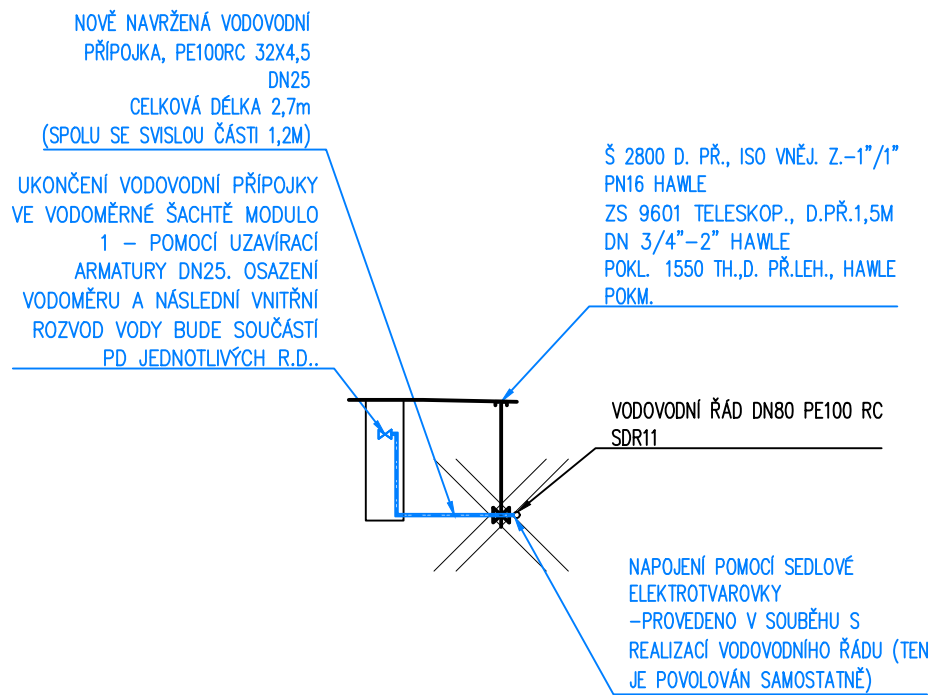 NOVĚ NAVRŽENÁ VODOVODNÍ
PŘÍPOJKA, PE100RC 32X4,5
DN25
CELKOVÁ DÉLKA 2,7m
(SPOLU SE SVISLOU ČÁSTI 1,2M)
UKONČENÍ VODOVODNÍ PŘÍPOJKY
VE VODOMĚRNÉ ŠACHTĚ MODULO
1 – POMOCÍ UZAVÍRACÍ
ARMATURY DN25. OSAZENÍ
VODOMĚRU A NÁSLEDNÍ VNITŘNÍ
ROZVOD VODY BUDE SOUČÁSTÍ
PD JEDNOTLIVÝCH R.D..
Š 2800 D. PŘ., ISO VNĚJ. Z.–1"/1"
PN16 HAWLE
ZS 9601 TELESKOP., D.PŘ.1,5M
DN 3/4"–2" HAWLE
POKL. 1550 TH.,D. PŘ.LEH., HAWLE
POKM.
VODOVODNÍ ŘÁD DN80 PE100 RC
SDR11
NAPOJENÍ POMOCÍ SEDLOVÉ
ELEKTROTVAROVKY
–PROVEDENO V SOUBĚHU S
REALIZACÍ VODOVODNÍHO ŘÁDU (TEN
JE POVOLOVÁN SAMOSTATNĚ)